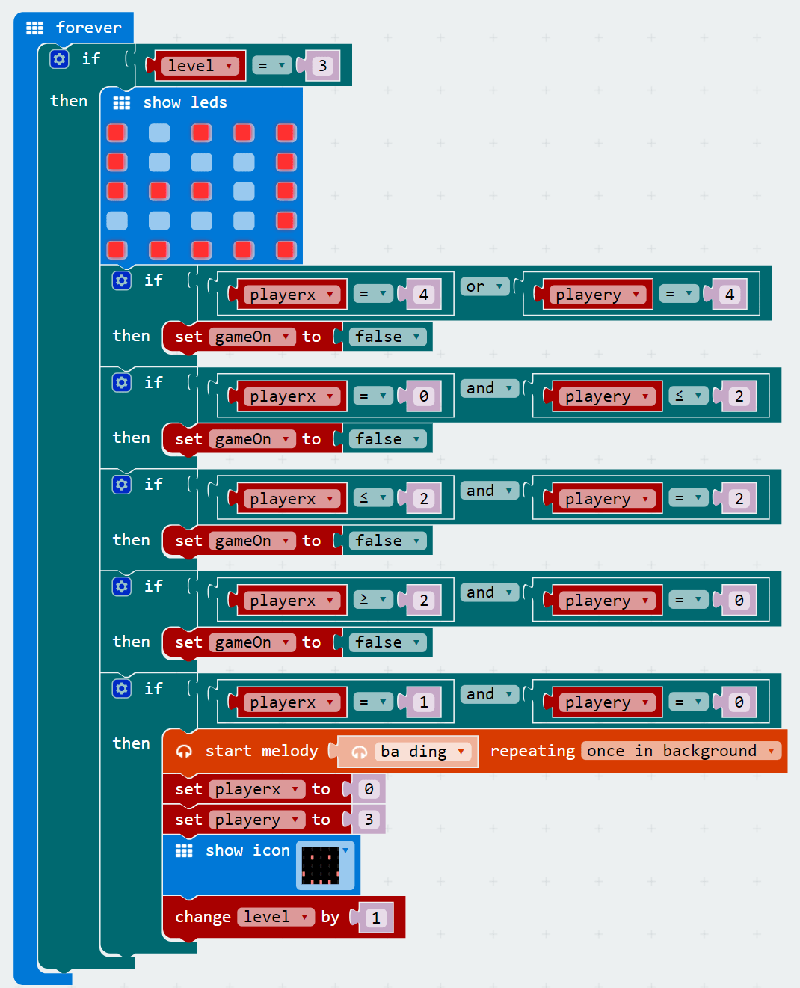 forever
if level = 3
then show leds
if playerx = 4 or playery = 4
then set gameOn to false
if playerx = 0 and playery ≤ 2
then set gameOn to false
if playerx ≤ 2 and playery = 2
then set gameOn to false
if playerx ≥ 2 and playery = 0
then set gameOn to false
if playerx = 1 and playery = 0
then start melody ba ding repeating once in background
set playerx to 0
set playery to 3
show icon
change level by 1